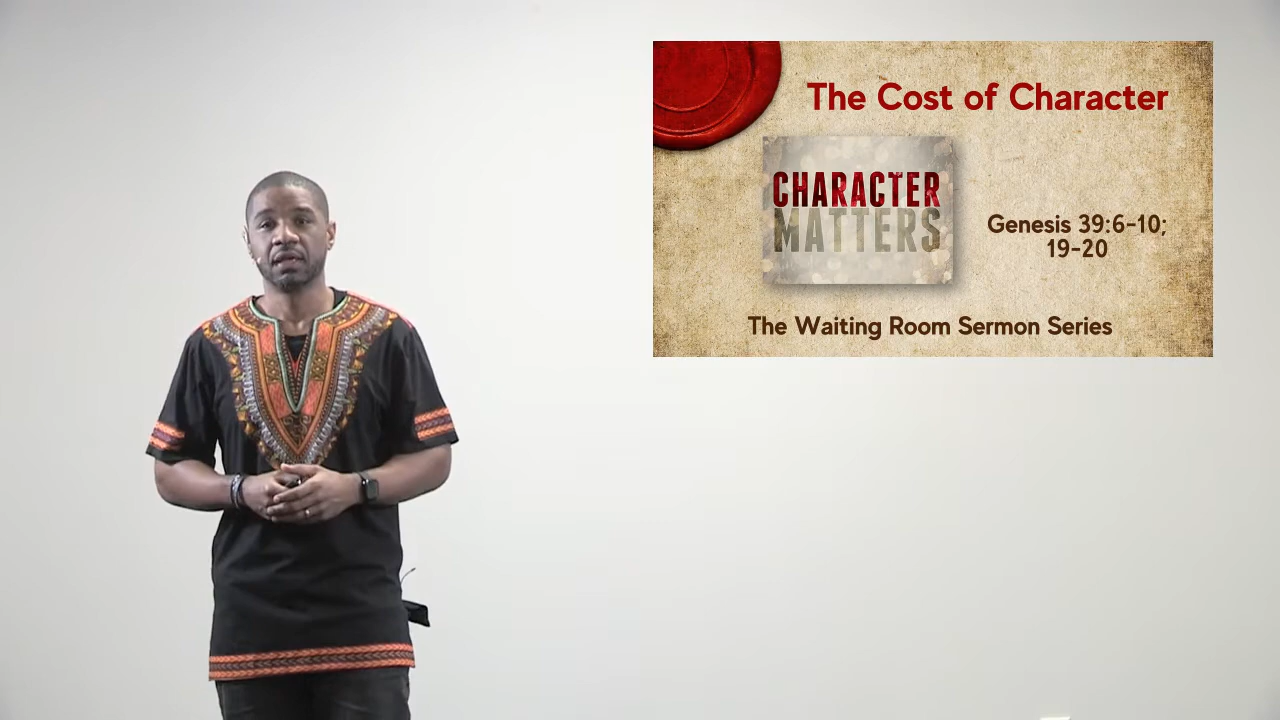 The Cost of Character
CHARACTER
MATTERS
Genesis 39:6-10;
19-20
The Waiting Room Sermon Series